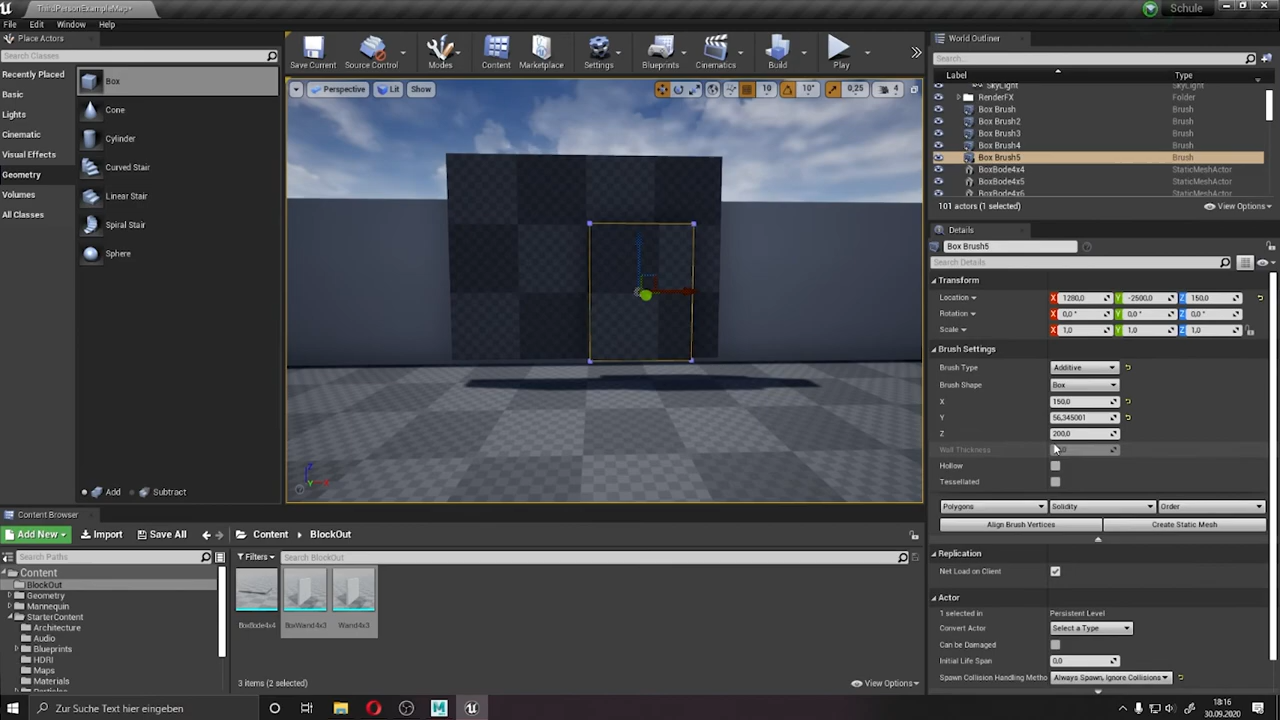 ThirdPersonExampleMap*
Schule
File Edit Window Help
Place Actors
Search Classes
Recently Placed
Basic
Lights
Cinematic
Visual Effects
Geometry
Volumes
All Classes
Box
Cone
Cylinder
Curved Stair
Linear Stair
Spiral Stair
Sphere
Add Subtract
Save Current Source Control Modes Content Marketplace Settings Blueprints Cinematics Build Play
Perspective Lit Show 10 10° 0,25 4
World Outliner
Search...
Label Type
SkyLight
RenderFX Folder
Box Brush Brush
Box Brush2 Brush
Box Brush3 Brush
Box Brush4 Brush
Box Brush5 Brush
BoxBode4x4 StaticMeshActor
BoxBode4x5 StaticMeshActor
BoxBode4x6 StaticMeshActor
101 actors (1 selected) View Options
Details
Box Brush5
Search Details
Transform
Location X 1280,0 Y -2500,0 Z 150,0
Rotation X 0,0 ° Y 0,0 ° Z 0,0 °
Scale X 1,0 Y 1,0 Z 1,0
Brush Settings
Brush Type Additive
Brush Shape Box
X 150,0
Y 56,345001
Z 200,0
Wall Thickness
Hollow
Tessellated
Polygons Solidity Order
Align Brush Vertices Create Static Mesh
Replication
Net Load on Client
Actor
1 selected in Persistent Level
Convert Actor Select a Type
Can be Damaged
Initial Life Span 0,0
Spawn Collision Handling Metho Always Spawn, Ignore Collisions
Content Browser
Add New Import Save All Content BlockOut
Search Paths
Filters Search BlockOut
Content
BlockOut
Geometry
Mannequin
StarterContent
Architecture
Audio
Blueprints
HDRI
Maps
Materials
BoxBode4x4 BoxWand4x3 Wand4x3
3 items (2 selected) View Options
Zur Suche Text hier eingeben
18:16
30.09.2020